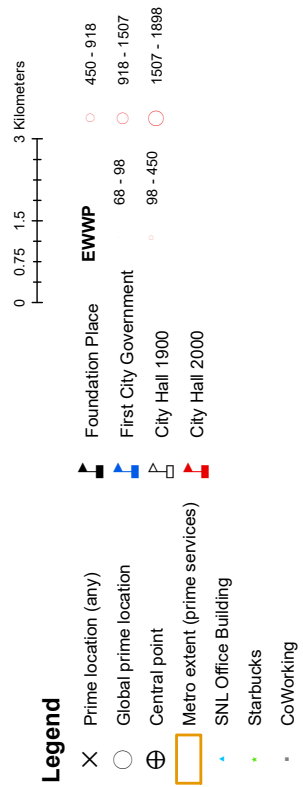 Legend
Prime location (any)
Global prime location
Central point
Metro extent (prime services)
SNL Office Building
Starbucks
CoWorking
Foundation Place
First City Government
City Hall 1900
City Hall 2000
0 0.75 1.5 3 Kilometers
EWWP
68 - 98
98 - 450
450 - 918
918 - 1507
1507 - 1898